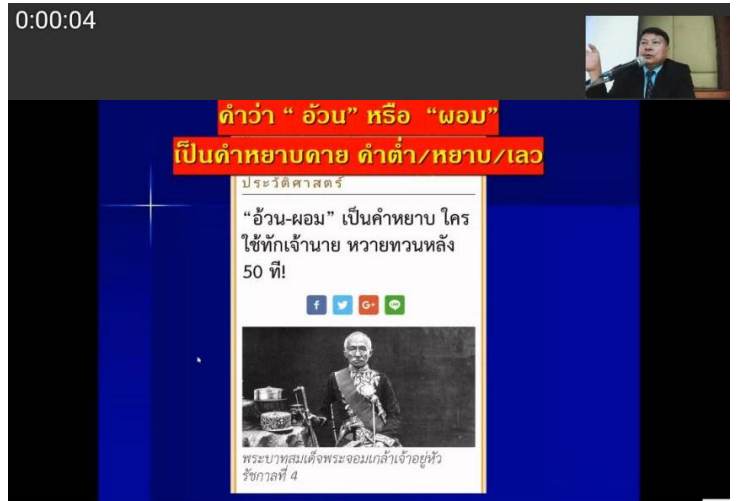 0:00:04
คำว่า “ อ้วน” หรือ “ผอม”
เป็นคำหยาบคาย คำต่ำ/หยาบ/เลว
ประวัติศาสตร์
“อ้วน-ผอม” เป็นคำหยาบ ใคร
ใช้ทักเจ้านาย หวายทวนหลัง
50 ที!
f G+
พระบาทสมเด็จพระจอมเกล้าเจ้าอยู่หัว
รัชกาลที่ 4